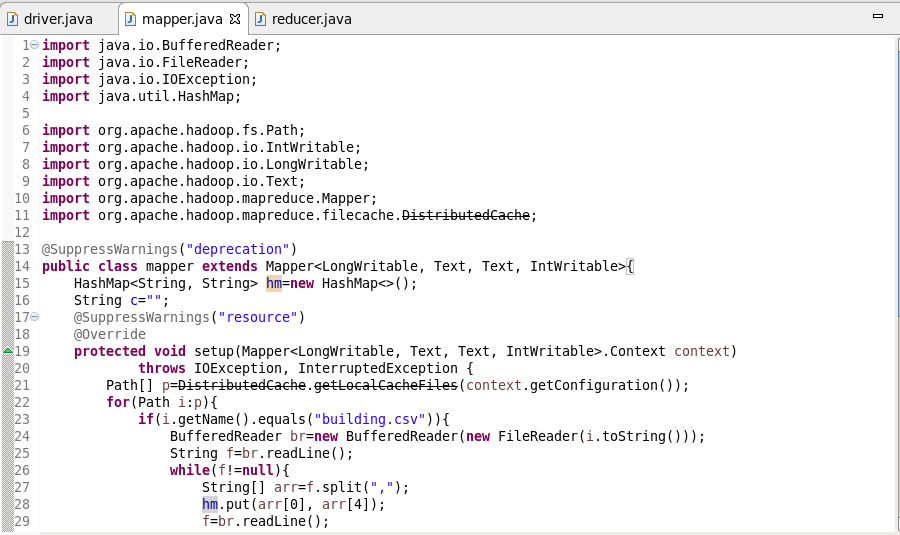 driver.java mapper.java reducer.java
1 import java.io.BufferedReader;
2 import java.io.FileReader;
3 import java.io.IOException;
4 import java.util.HashMap;
5
6 import org.apache.hadoop.fs.Path;
7 import org.apache.hadoop.io.IntWritable;
8 import org.apache.hadoop.io.LongWritable;
9 import org.apache.hadoop.io.Text;
10 import org.apache.hadoop.mapreduce.Mapper;
11 import org.apache.hadoop.mapreduce.filecache.DistributedCache;
12
13 @SuppressWarnings("deprecation")
14 public class mapper extends Mapper<LongWritable, Text, Text, IntWritable>{
15     HashMap<String, String> hm=new HashMap<>();
16     String c="";
17     @SuppressWarnings("resource")
18     @Override
19     protected void setup(Mapper<LongWritable, Text, Text, IntWritable>.Context context)
20             throws IOException, InterruptedException {
21         Path[] p=DistributedCache.getLocalCacheFiles(context.getConfiguration());
22         for(Path i:p){
23             if(i.getName().equals("building.csv")){
24                 BufferedReader br=new BufferedReader(new FileReader(i.toString()));
25                 String f=br.readLine();
26                 while(f!=null){
27                     String[] arr=f.split(",");
28                     hm.put(arr[0], arr[4]);
29                     f=br.readLine();